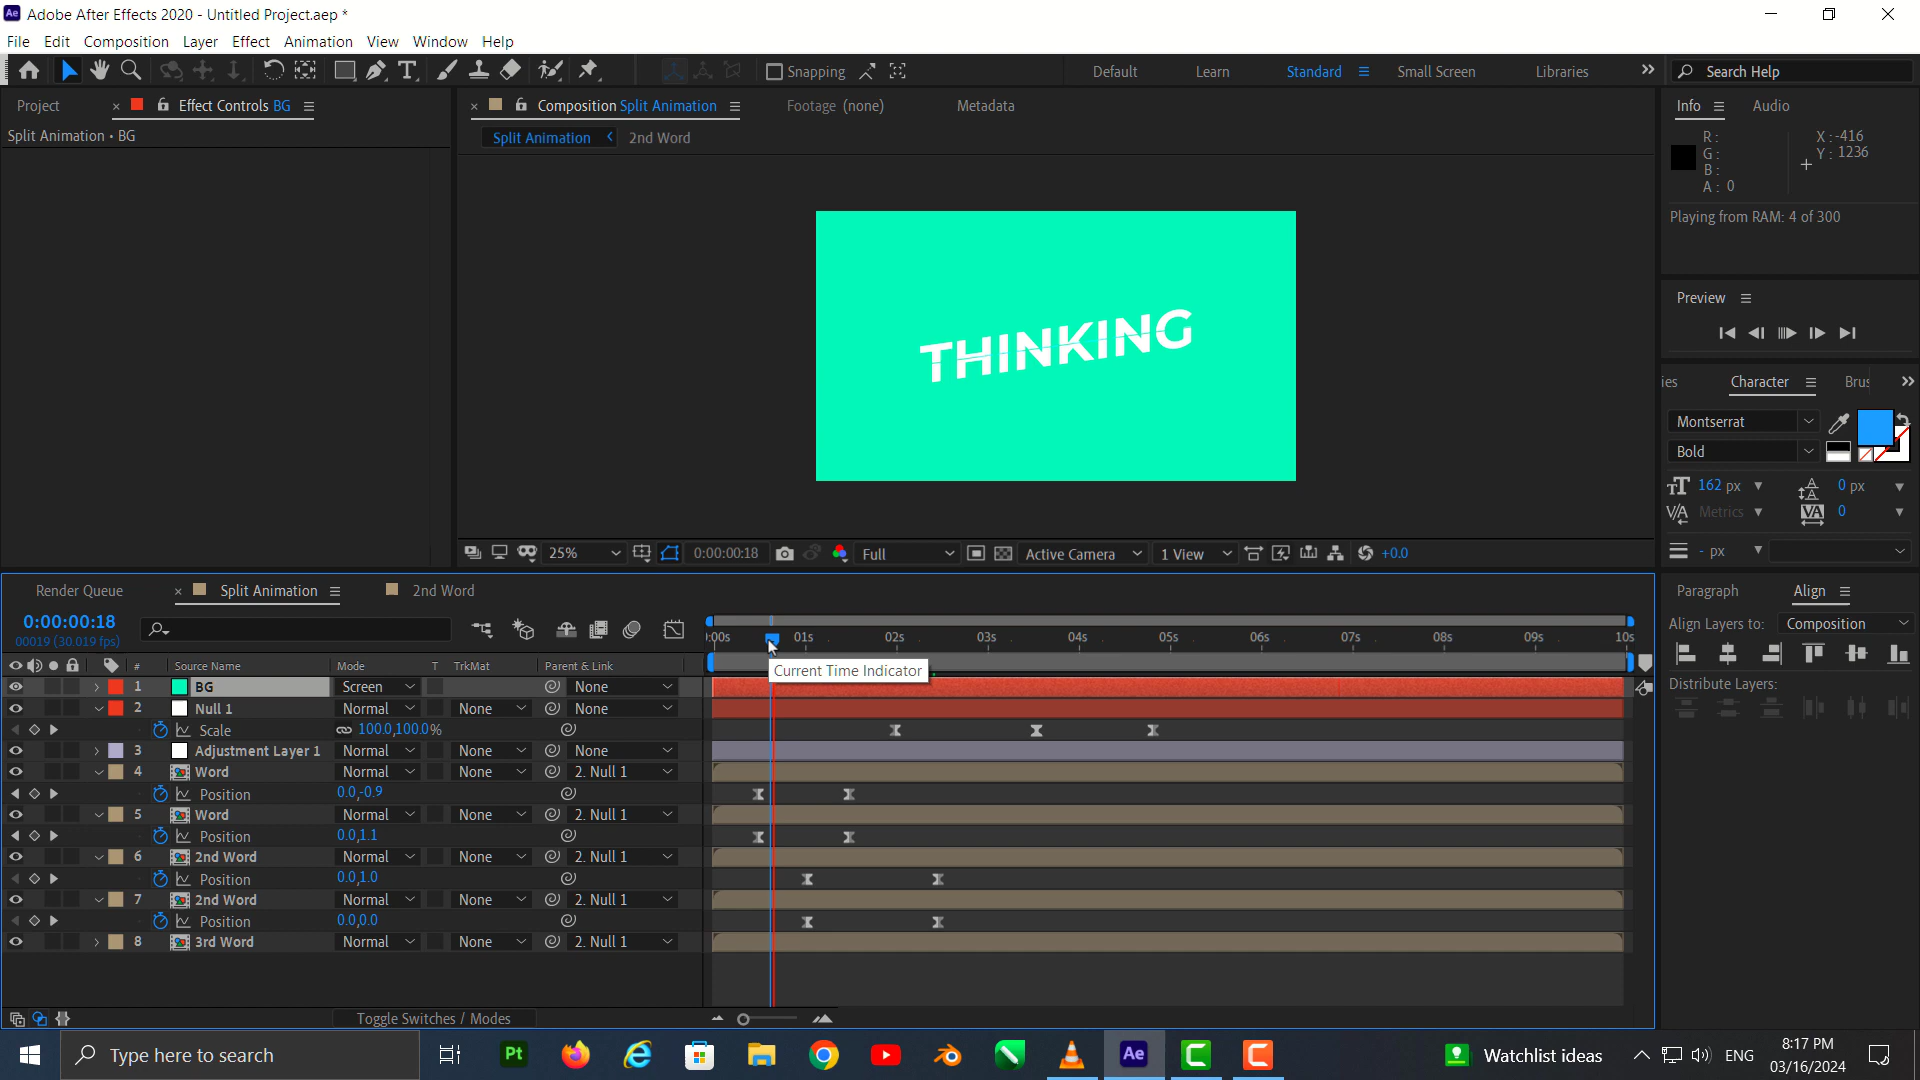 Ae Adobe After Effects 2020 - Untitled Project.aep *
File Edit Composition Layer Effect Animation View Window Help
Snapping Default Learn Standard Small Screen Libraries Search Help
Project × Effect Controls BG × Composition Split Animation Footage (none) Metadata Info Audio
Split Animation • BG
Split Animation 2nd Word
R : X : -416
G : Y : 1236
B :
A : 0
Playing from RAM: 4 of 300
THINKING
Preview
ies Character Brus
Montserrat
Bold
162 px 0 px
Metrics 0
- px
25% 0:00:00:18 Full Active Camera 1 View +0.0
Render Queue × Split Animation 2nd Word
Paragraph Align
0:00:00:18
00019 (30.019 fps)
Align Layers to: Composition
:00s 01s 02s 03s 04s 05s 06s 07s 08s 09s 10s
# Source Name Mode T TrkMat Parent & Link
Current Time Indicator
Distribute Layers:
1 BG Screen None
2 Null 1 Normal None None
Scale 100.0,100.0%
3 Adjustment Layer 1 Normal None None
4 Word Normal None 2. Null 1
Position 0.0,-0.9
5 Word Normal None 2. Null 1
Position 0.0,1.1
6 2nd Word Normal None 2. Null 1
Position 0.0,1.0
7 2nd Word Normal None 2. Null 1
Position 0.0,0.0
8 3rd Word Normal None 2. Null 1
Toggle Switches / Modes
Type here to search Pt Ae Watchlist ideas ENG 8:17 PM
03/16/2024